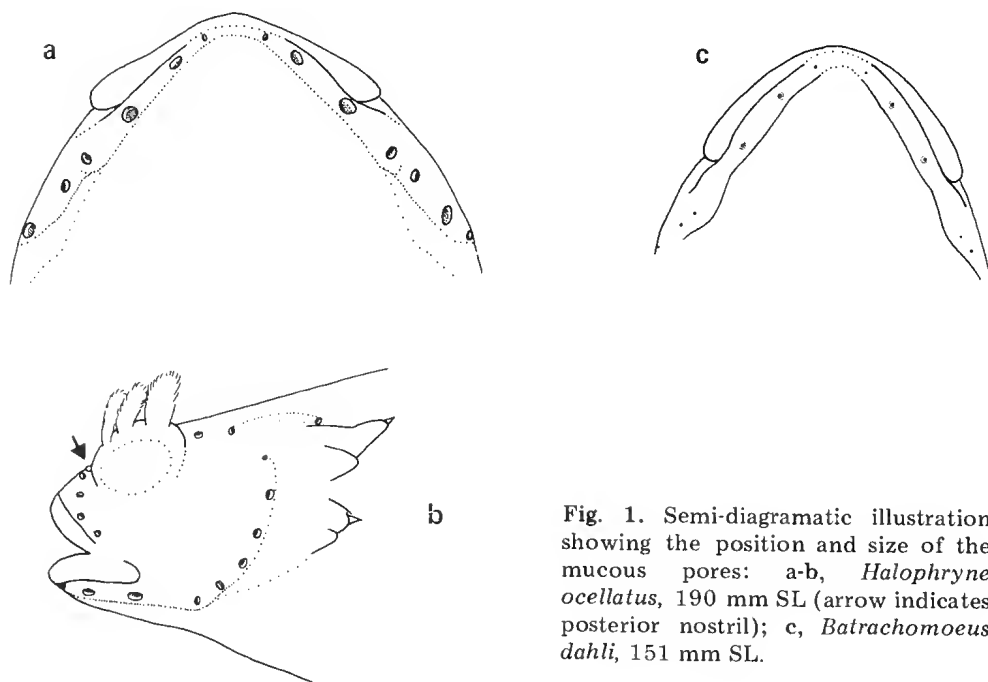 a
c
b
Fig. 1. Semi-diagramatic illustration
showing the position and size of the
mucous pores: a-b, Halophryne
ocellatus, 190 mm SL (arrow indicates
posterior nostril); c, Batrachomoeus
dahli, 151 mm SL.